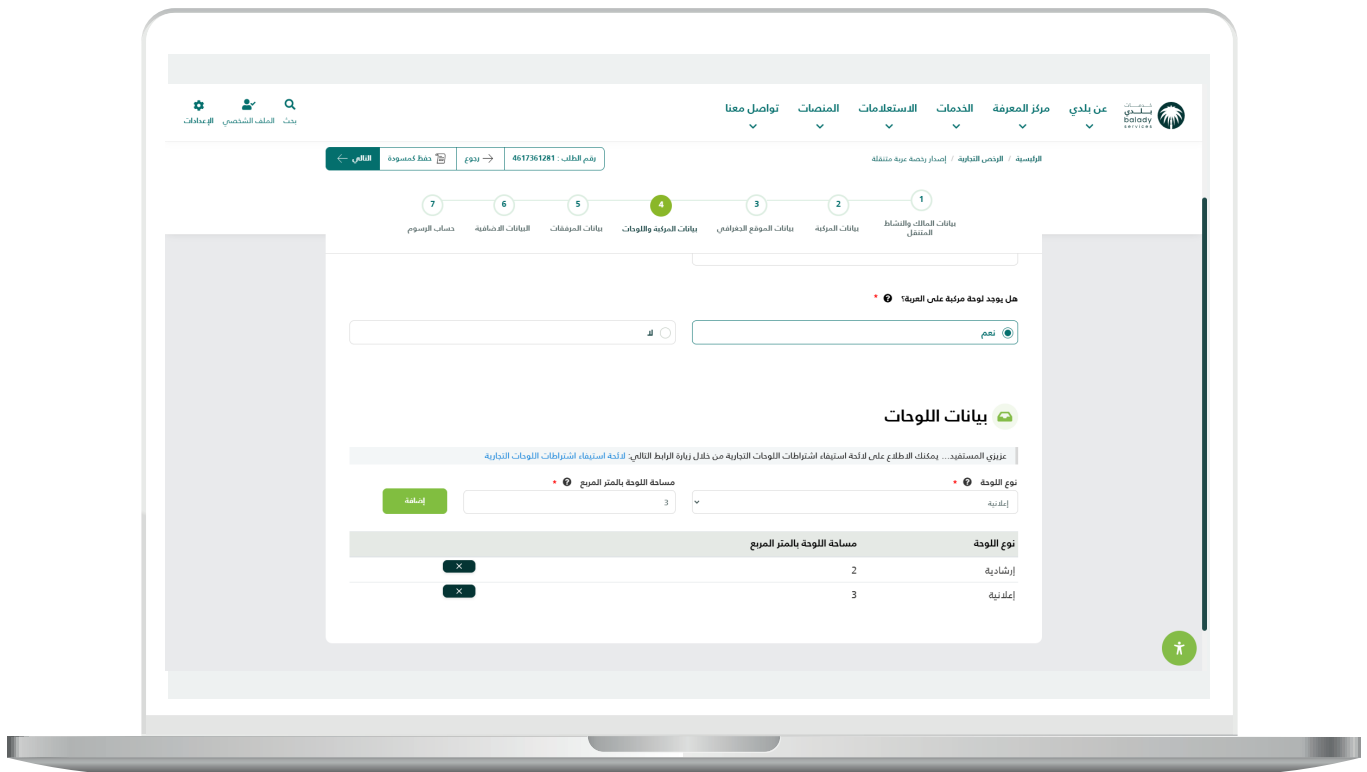 خدمات
بلدي
balady
services
عن بلدي
مركز المعرفة
الخدمات
الاستعلامات
المنصات
تواصل معنا
بحث
الملف الشخصي
الإعدادات
الرئيسية / الرخص التجارية / إصدار رخصة عربة متنقلة
رقم الطلب : 4617361281
رجوع
حفظ كمسودة
التالي
1
2
3
4
5
6
7
بيانات المالك والنشاط
المتنقل
بيانات المركبة
بيانات الموقع الجغرافي
بيانات المركبة واللوحات
بيانات المرفقات
البيانات الاضافية
حساب الرسوم
هل يوجد لوحة مركبة على العربة؟ *
نعم
لا
بيانات اللوحات
عزيزي المستفيد... يمكنك الاطلاع على لائحة استيفاء اشتراطات اللوحات التجارية من خلال زيارة الرابط التالي: لائحة استيفاء اشتراطات اللوحات التجارية
نوع اللوحة *
مساحة اللوحة بالمتر المربع *
إعلانية
3
إضافة
نوع اللوحة
مساحة اللوحة بالمتر المربع
إرشادية
2
إعلانية
3